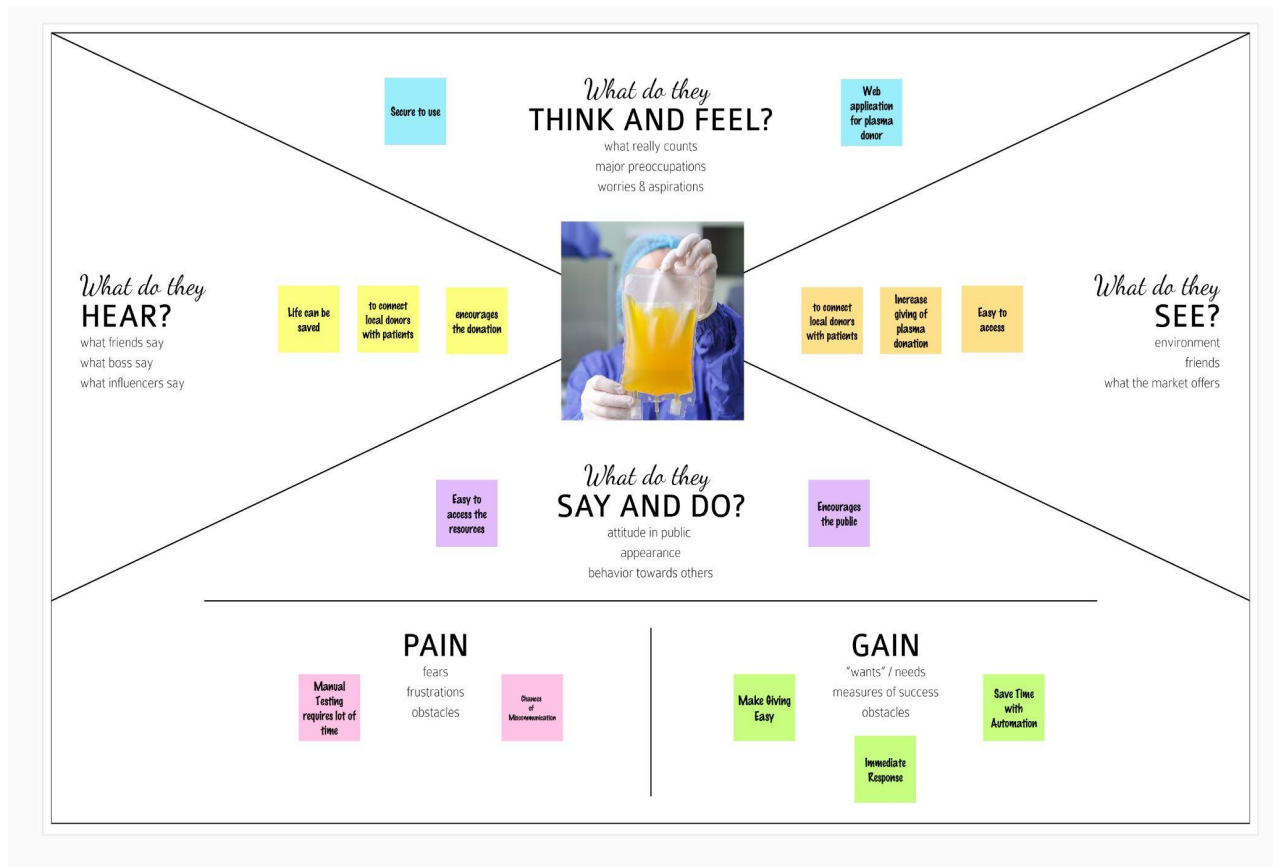 What do they
THINK AND FEEL?
what really counts
major preoccupations
worries & aspirations
Secure to use
Web
application
for plasma
donor
What do they
HEAR?
what friends say
what boss say
what influencers say
Life can be
saved
to connect
local donors
with patients
encourages
the donation
to connect
local donors
with patients
Increase
giving of
plasma
donation
Easy to
access
What do they
SEE?
environment
friends
what the market offers
What do they
SAY AND DO?
attitude in public
appearance
behavior towards others
Easy to
access the
resources
Encourages
the public
PAIN
fears
frustrations
obstacles
Manual
Testing
requires lot of
time
Chances
of
Misscommunication
GAIN
"wants" / needs
measures of success
obstacles
Make Giving
Easy
Immediate
Response
Save Time
with
Automation